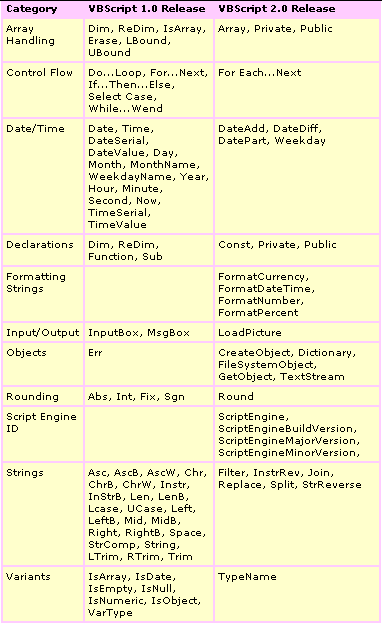 Category VBScript 1.0 Release VBScript 2.0 Release
Array Handling
Dim, ReDim, IsArray,
Erase, LBound,
UBound
Array, Private, Public
Control Flow
Do...Loop, For...Next,
If...Then...Else,
Select Case,
While...Wend
For Each...Next
Date/Time
Date, Time,
DateSerial,
DateValue, Day,
Month, MonthName,
WeekdayName, Year,
Hour, Minute,
Second, Now,
TimeSerial,
TimeValue
DateAdd, DateDiff,
DatePart, Weekday
Declarations
Dim, ReDim,
Function, Sub
Const, Private, Public
Formatting
Strings
FormatCurrency,
FormatDateTime,
FormatNumber,
FormatPercent
Input/Output
InputBox, MsgBox
LoadPicture
Objects
Err
CreateObject, Dictionary,
FileSystemObject,
GetObject, TextStream
Rounding
Abs, Int, Fix, Sgn
Round
Script Engine
ID
ScriptEngine,
ScriptEngineBuildVersion,
ScriptEngineMajorVersion,
ScriptEngineMinorVersion,
Strings
Asc, AscB, AscW, Chr,
ChrB, ChrW, Instr,
InStrB, Len, LenB,
Lcase, UCase, Left,
LeftB, Mid, MidB,
Right, RightB, Space,
StrComp, String,
LTrim, RTrim, Trim
Filter, InstrRev, Join,
Replace, Split, StrReverse
Variants
IsArray, IsDate,
IsEmpty, IsNull,
IsNumeric, IsObject,
VarType
TypeName